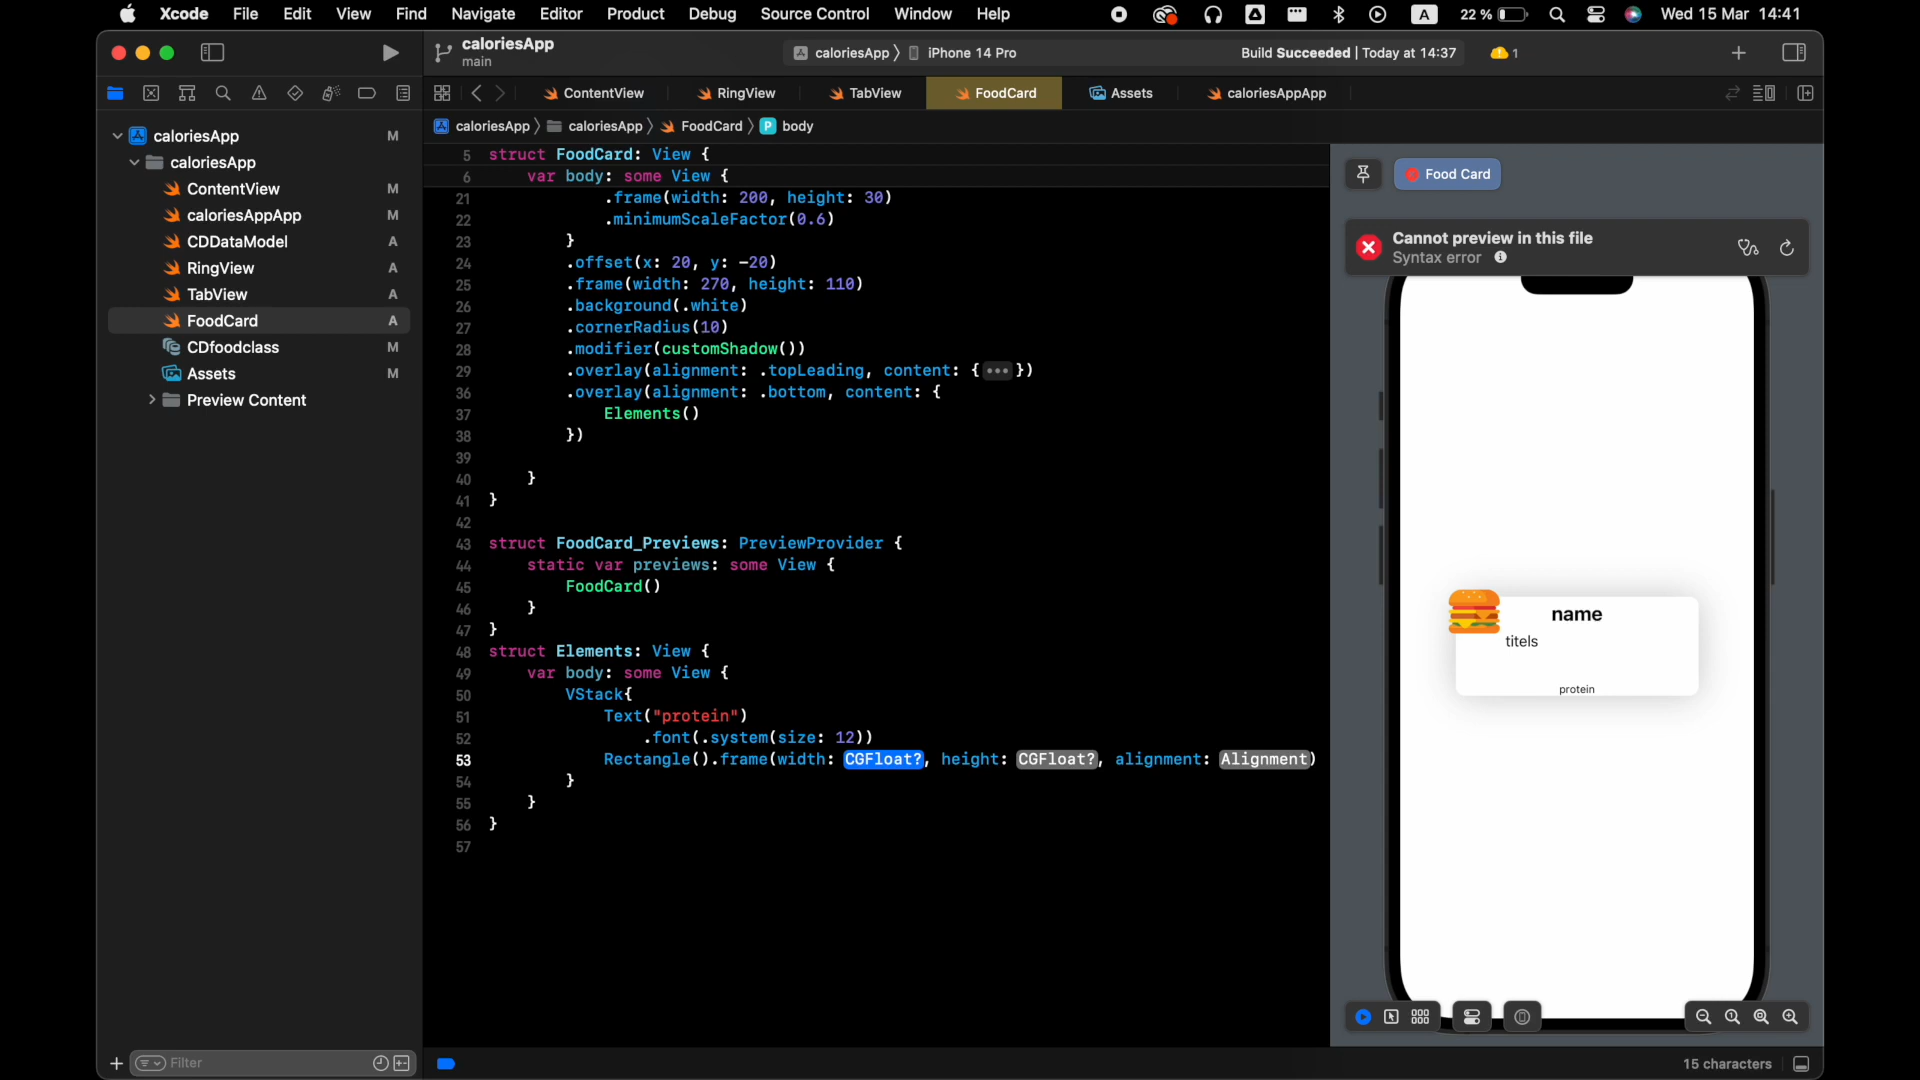 Xcode File Edit View Find Navigate Editor Product Debug Source Control Window Help A 22 % Wed 15 Mar 14:41
caloriesApp
main
caloriesApp 〉 iPhone 14 Pro
Build Succeeded | Today at 14:37
1
ContentView RingView TabView FoodCard Assets caloriesAppApp
caloriesApp 〉 caloriesApp 〉 FoodCard 〉 P body
caloriesApp M
caloriesApp
ContentView M
caloriesAppApp M
CDDataModel A
RingView A
TabView A
FoodCard A
CDfoodclass M
Assets M
Preview Content
5 struct FoodCard: View {
6 var body: some View {
21 .frame(width: 200, height: 30)
22 .minimumScaleFactor(0.6)
23 }
24 .offset(x: 20, y: -20)
25 .frame(width: 270, height: 110)
26 .background(.white)
27 .cornerRadius(10)
28 .modifier(customShadow())
29 .overlay(alignment: .topLeading, content: {•••})
36 .overlay(alignment: .bottom, content: {
37 Elements()
38 })
39
40 }
41 }
42
43 struct FoodCard_Previews: PreviewProvider {
44 static var previews: some View {
45 FoodCard()
46 }
47 }
48 struct Elements: View {
49 var body: some View {
50 VStack{
51 Text("protein")
52 .font(.system(size: 12))
53 Rectangle().frame(width: CGFloat?, height: CGFloat?, alignment: Alignment)
54 }
55 }
56 }
57
Food Card
Cannot preview in this file
Syntax error
name
titels
protein
Filter
15 characters